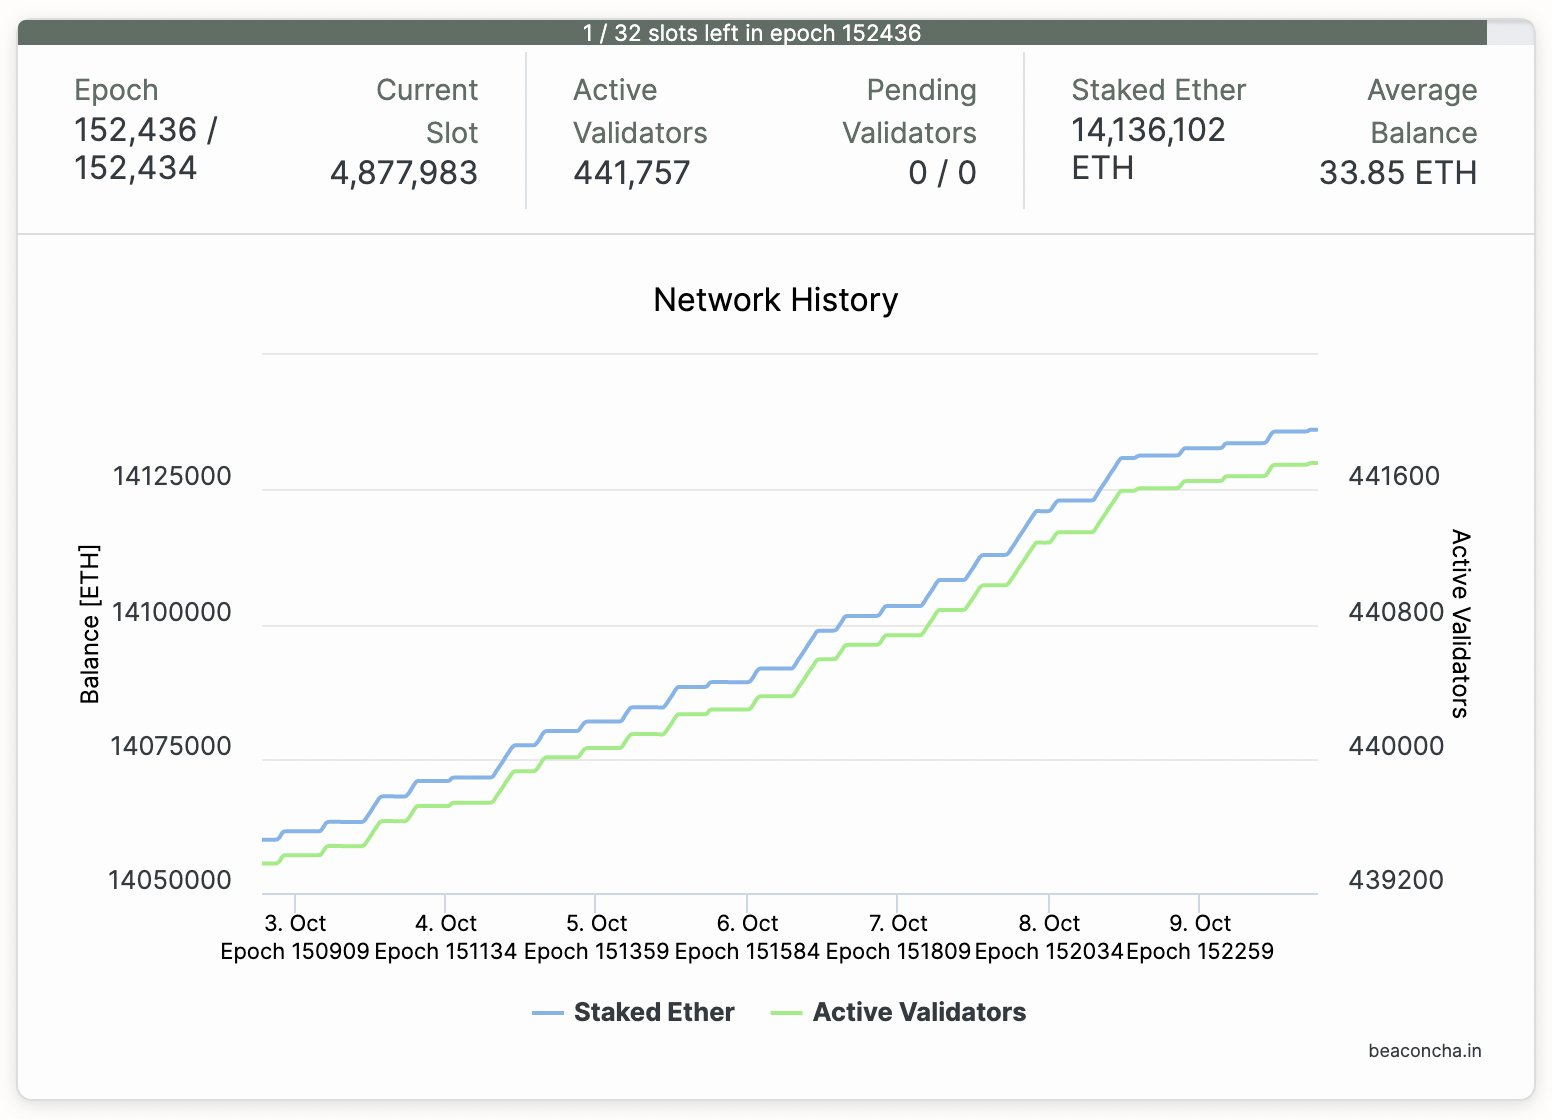 1 / 32 slots left in epoch 152436
Epoch
152,436 /
152,434
Current
Slot
4,877,983
Active
Validators
441,757
Pending
Validators
0 / 0
Staked Ether
14,136,102
ETH
Average
Balance
33.85 ETH
Network History
Balance [ETH]
14125000
14100000
14075000
14050000
441600
440800
440000
439200
Active Validators
3. Oct
Epoch 150909
4. Oct
Epoch 151134
5. Oct
Epoch 151359
6. Oct
Epoch 151584
7. Oct
Epoch 151809
8. Oct
Epoch 152034
9. Oct
Epoch 152259
Staked Ether
Active Validators
beaconcha.in